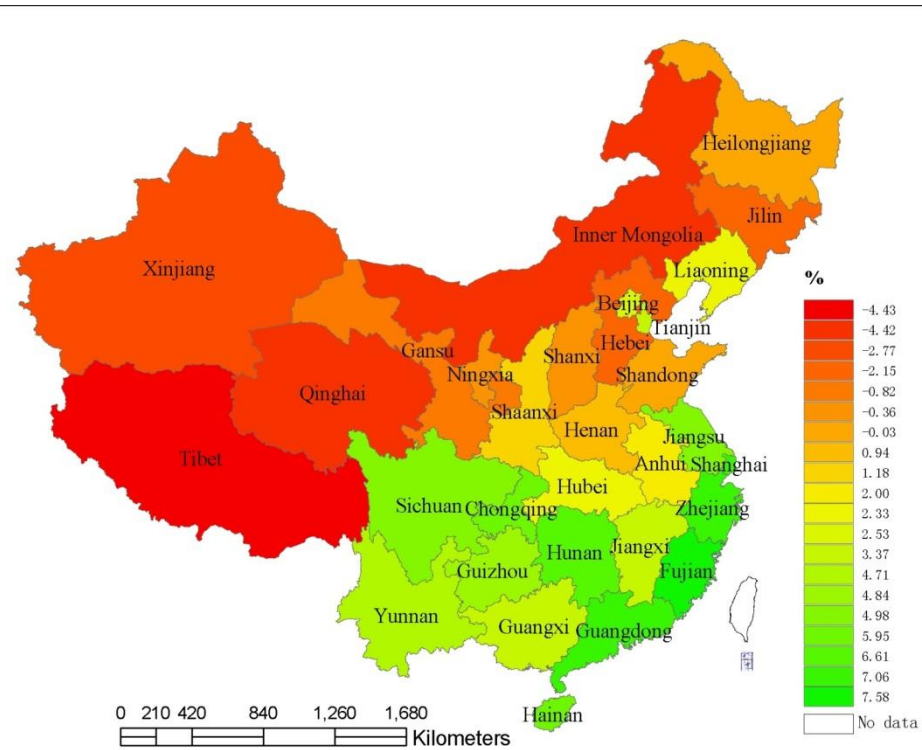 Heilongjiang
Jilin
Inner Mongolia
Liaoning
Xinjiang
Beijing
Tianjin
Hebei
Gansu
Shanxi
Ningxia
Shandong
Qinghai
Shaanxi
Henan
Jiangsu
Tibet
Anhui
Shanghai
Hubei
Sichuan
Chongqing
Zhejiang
Hunan
Jiangxi
Guizhou
Fujian
Yunnan
Guangxi
Guangdong
Hainan
%
-4.43
-4.42
-2.77
-2.15
-0.82
-0.36
-0.03
0.94
1.18
2.00
2.33
2.53
3.37
4.71
4.84
4.98
5.95
6.61
7.06
7.58
No data
0 210 420 840 1,260 1,680
Kilometers